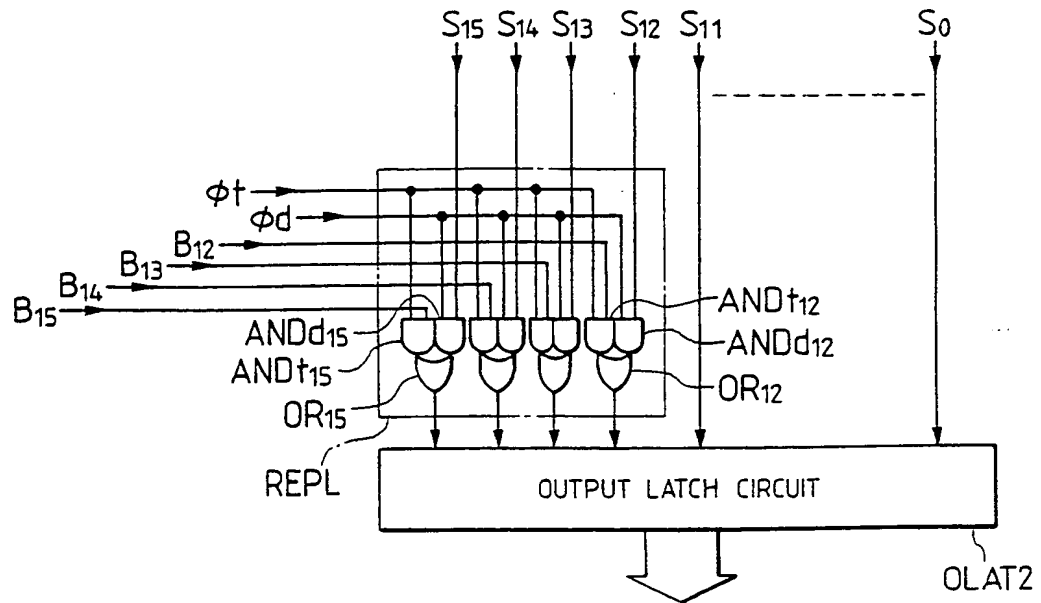 S15 S14 S13 S12 S11 S0
φt
φd
B12
B13
B14
B15
ANDd15
ANDt15
OR15
ANDt12
ANDd12
OR12
REPL
OUTPUT LATCH CIRCUIT
OLAT2